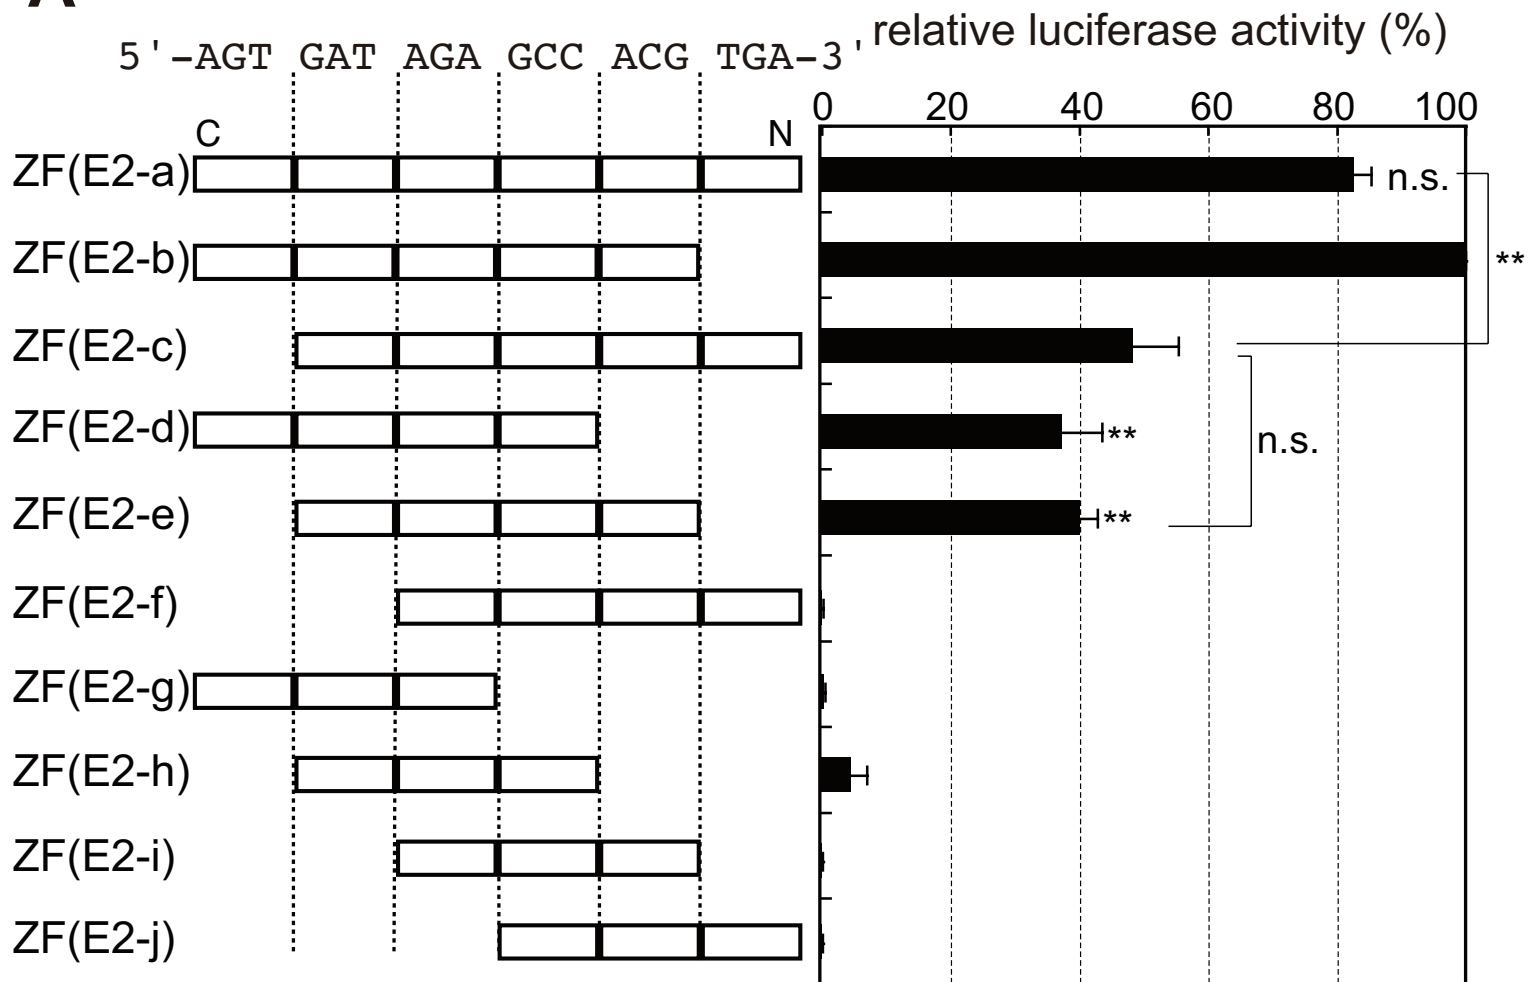 A
relative luciferase activity (%)
5'-AGT GAT AGA GCC ACG TGA-3'
0 20 40 60 80 100
C N
ZF(E2-a) n.s.
ZF(E2-b) **
ZF(E2-c)
ZF(E2-d) **
n.s.
ZF(E2-e) **
ZF(E2-f)
ZF(E2-g)
ZF(E2-h)
ZF(E2-i)
ZF(E2-j)